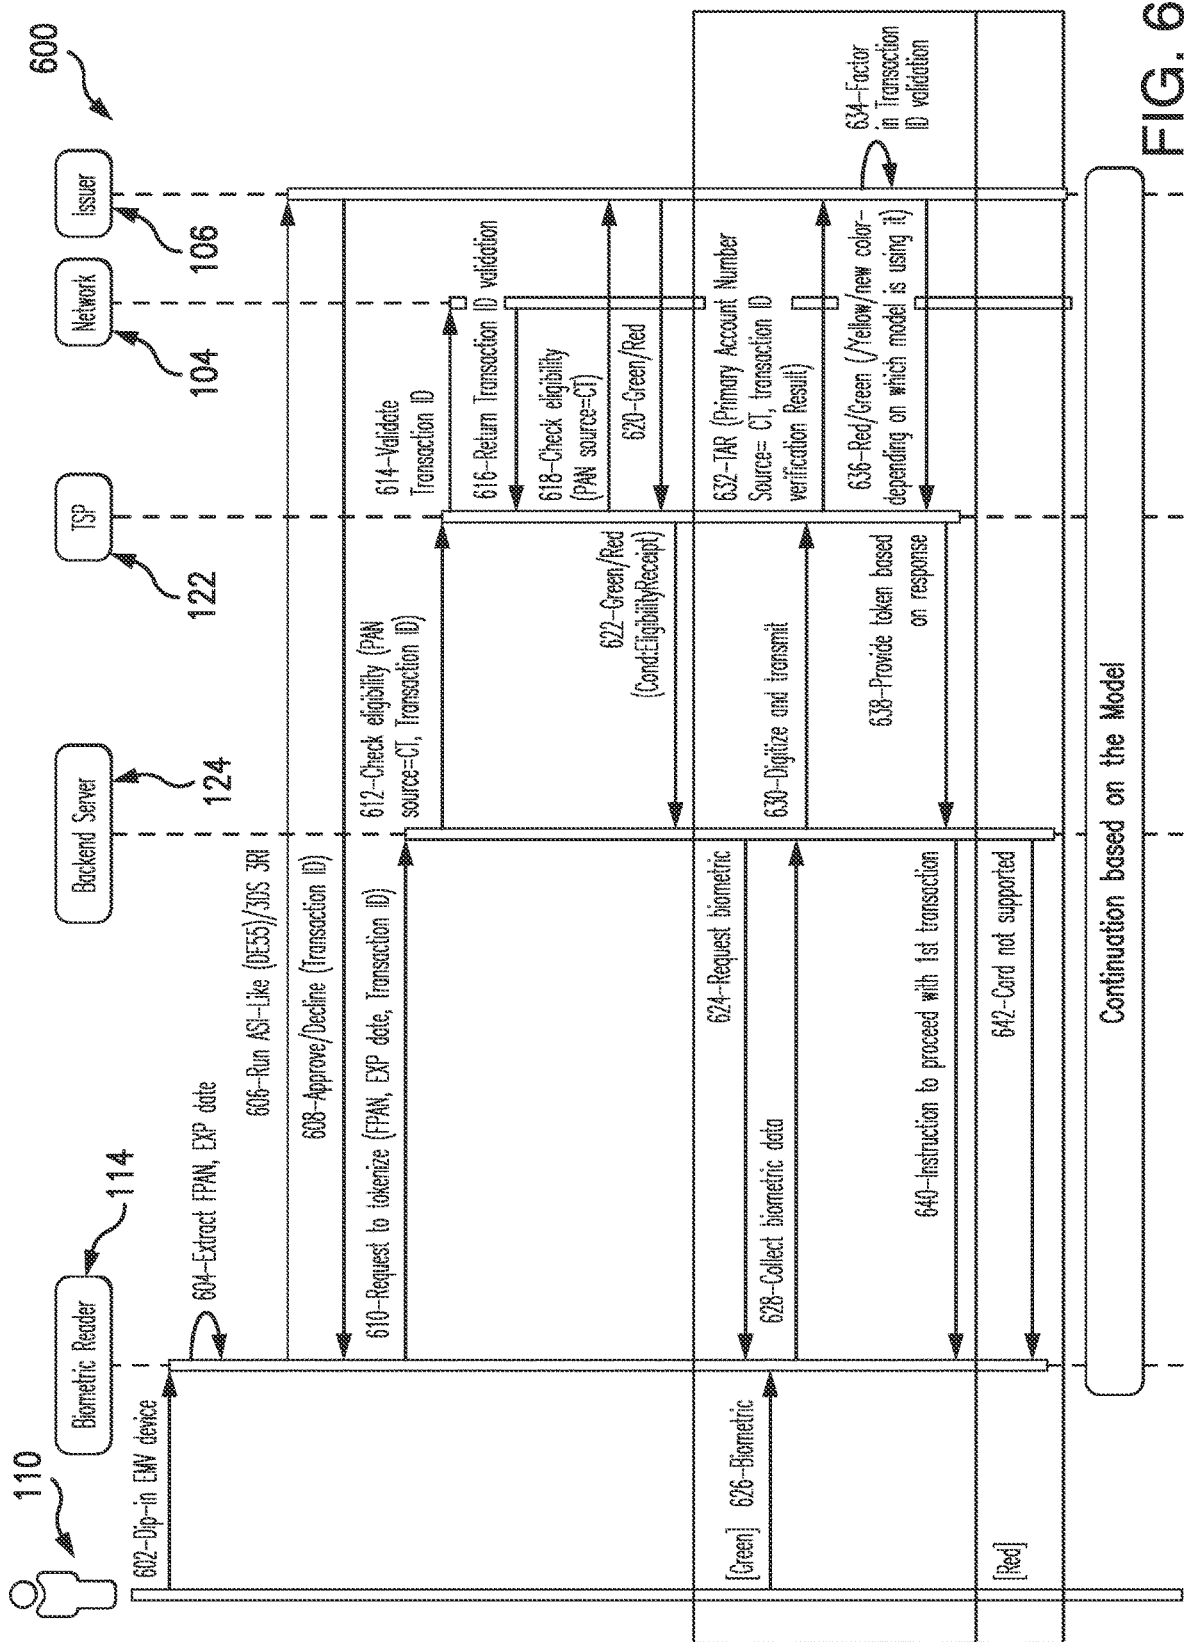 600
110
Biometric Reader
114
Backend Server
124
TSP
122
Network
104
Issuer
106
602-Dip-in EMV device
604-Extract FPAN, EXP date
606-Run ASI-Like (DE55)/3DS 3RI
608-Approve/Decline (Transaction ID)
610-Request to tokenize (FPAN, EXP date, Transaction ID)
612-Check eligibility (PAN
source=CT, Transaction ID)
614-Validate
Transaction ID
616-Return Transaction ID validation
618-Check eligibility
(PAN source=CT)
620-Green/Red
622-Green/Red
(Cond:EligibilityReceipt)
[Green]
624-Request biometric
626-Biometric
628-Collect biometric data
630-Digitize and transmit
632-TAR (Primary Account Number
Source= CT, transaction ID
verification Result)
634-Factor
in Transaction
ID validation
636-Red/Green (/Yellow/new color-
depending on which model is using it)
638-Provide token based
on response
640-Instruction to proceed with 1st transaction
[Red]
642-Card not supported
Continuation based on the Model
FIG. 6